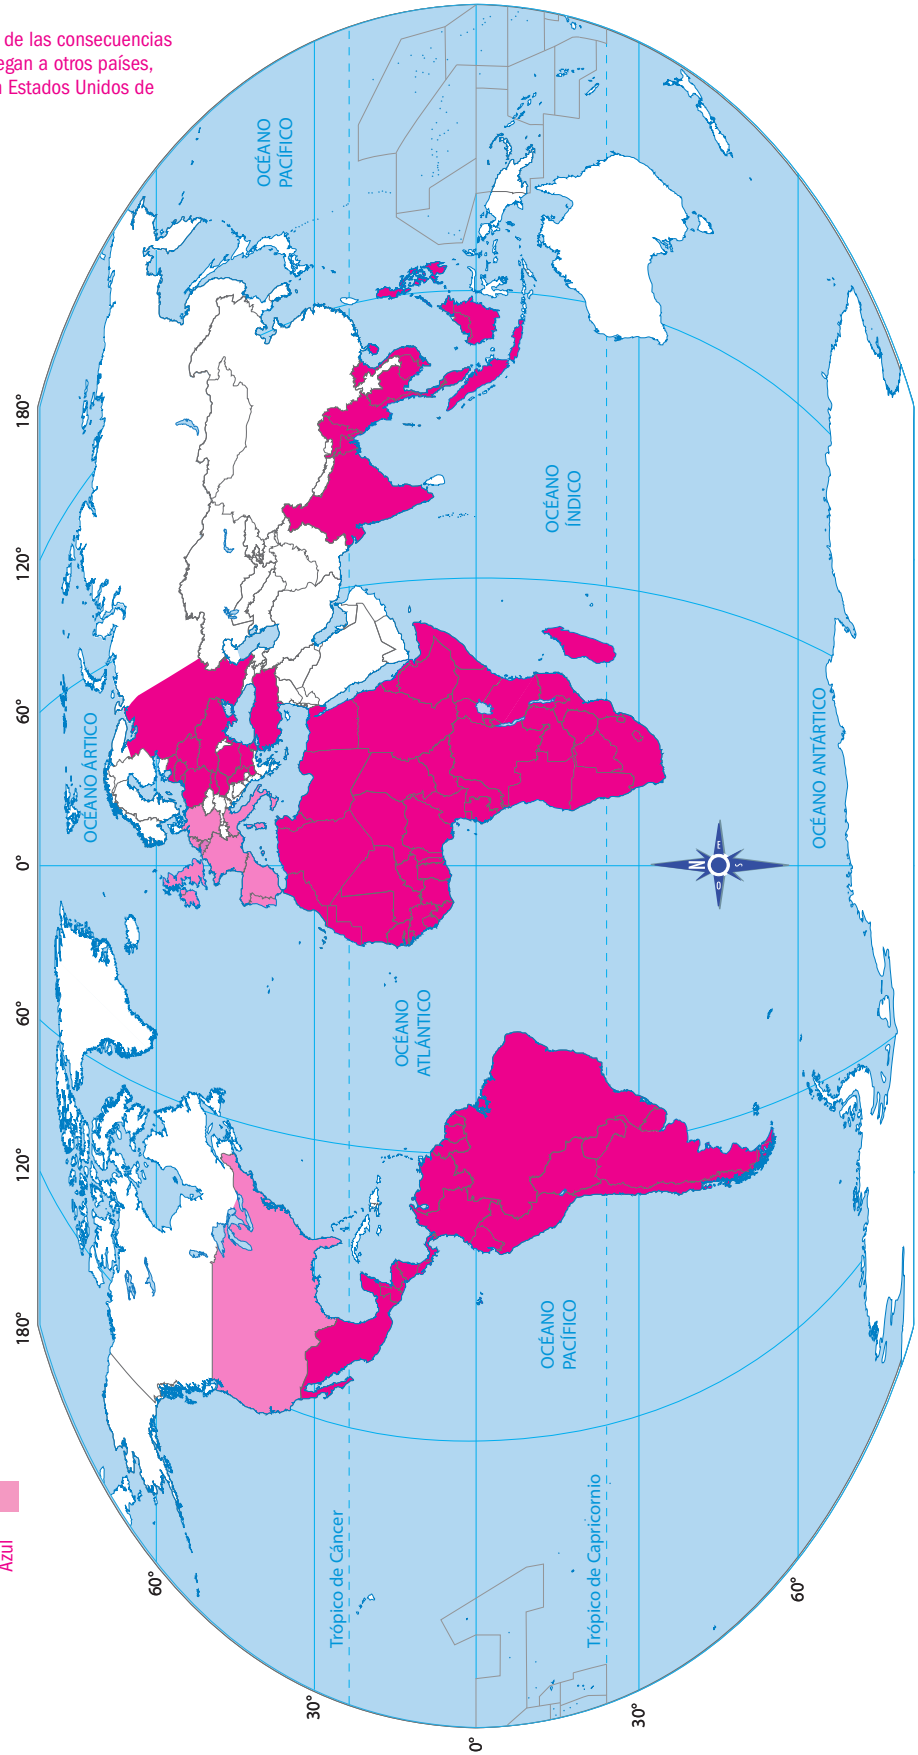 de las consecuencias
egan a otros países,
Estados Unidos de
Azul
180°
120°
60°
0°
60°
120°
180°
OCÉANO ÁRTICO
60°
30°
0°
30°
60°
OCÉANO
PACÍFICO
OCÉANO
ATLÁNTICO
OCÉANO
PACÍFICO
OCÉANO
ÍNDICO
Trópico de Cáncer
Trópico de Capricornio
OCÉANO ANTÁRTICO
N
E
S
O